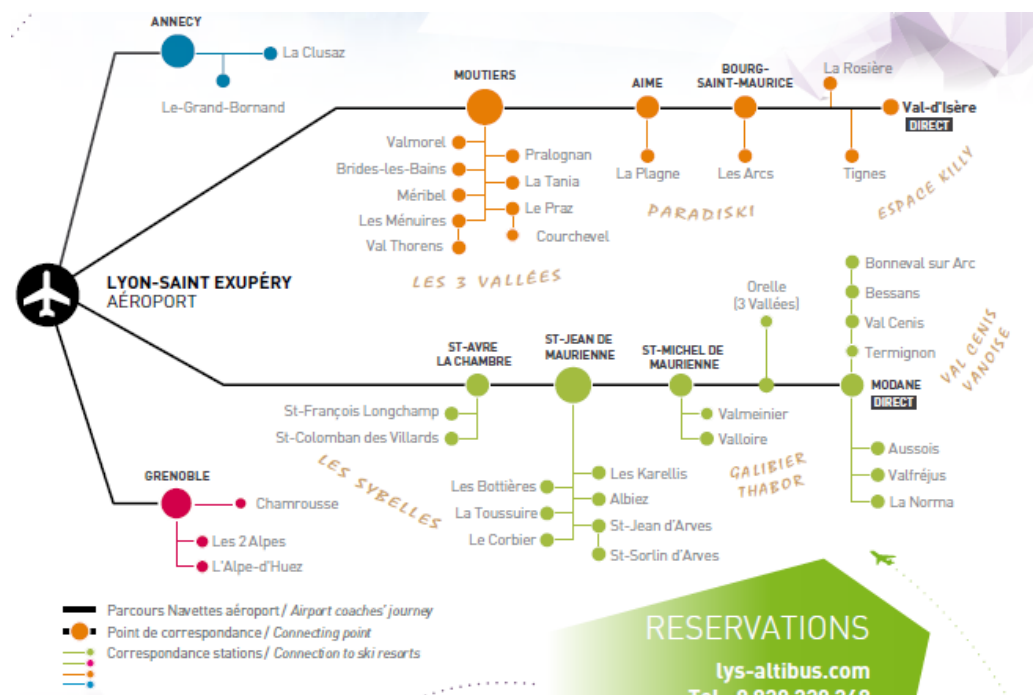 ANNECY
La Clusaz
Le-Grand-Bornand
MOUTIERS
Valmorel
Brides-les-Bains
Méribel
Les Ménuires
Val Thorens
Pralognan
La Tania
Le Praz
Courchevel
LES 3 VALLÉES
AIME
La Plagne
BOURG-
SAINT-MAURICE
Les Arcs
PARADISKI
La Rosière
Val-d'Isère
DIRECT
Tignes
ESPACE KILLY
LYON-SAINT EXUPÉRY
AÉROPORT
ST-AVRE
LA CHAMBRE
St-François Longchamp
St-Colomban des Villards
LES SYBELLES
ST-JEAN DE
MAURIENNE
Les Bottières
La Toussuire
Le Corbier
Les Karellis
Albiez
St-Jean d'Arves
St-Sorlin d'Arves
ST-MICHEL DE
MAURIENNE
Valmeinier
Valloire
GALIBIER
THABOR
Orelle
(3 Vallées)
Bonneval sur Arc
Bessans
Val Cenis
Termignon
VAL CENIS
VANOISE
MODANE
DIRECT
Aussois
Valfréjus
La Norma
GRENOBLE
Chamrousse
Les 2 Alpes
L'Alpe-d'Huez
Parcours Navettes aéroport / Airport coaches' journey
Point de correspondance / Connecting point
Correspondance stations / Connection to ski resorts
RESERVATIONS
lys-altibus.com